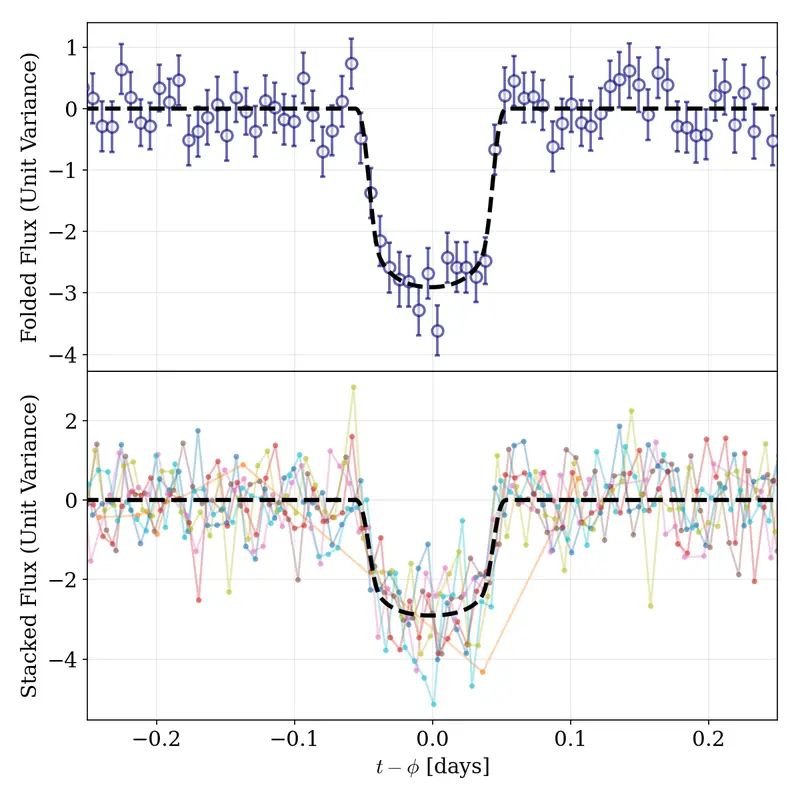 Folded Flux (Unit Variance)
1
0
−1
−2
−3
−4
Stacked Flux (Unit Variance)
2
0
−2
−4
−0.2 −0.1 0.0 0.1 0.2
t − ϕ [days]